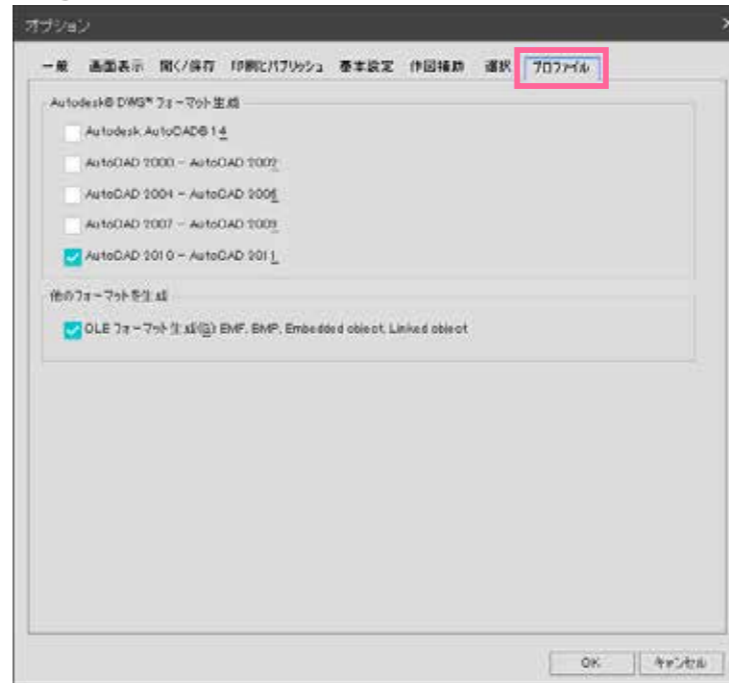 オプション
×
一般 画面表示 開く/保存 印刷とパブリッシュ 基本設定 作図補助 選択 プロファイル
Autodesk® DWG™ フォーマット生成
Autodesk AutoCAD® 14
AutoCAD 2000 - AutoCAD 2002
AutoCAD 2004 - AutoCAD 2006
AutoCAD 2007 - AutoCAD 2009
AutoCAD 2010 - AutoCAD 2011
他のフォーマットを生成
OLE フォーマット生成(G): EMF, BMP, Embedded object, Linked object
OK キャンセル